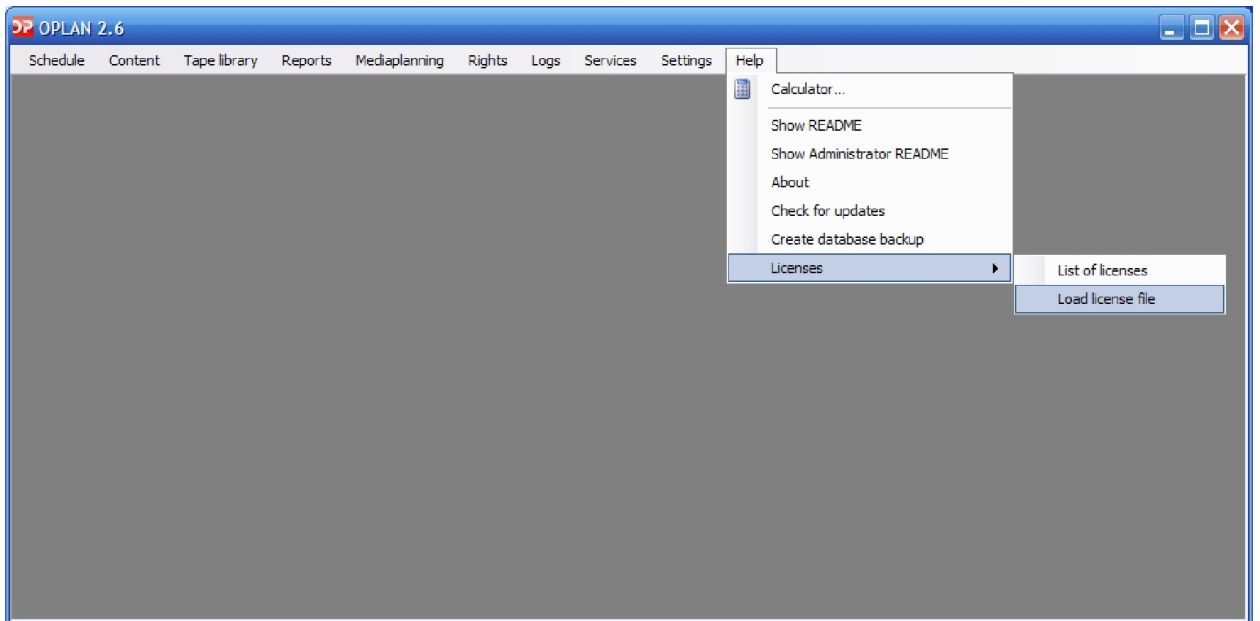 OPLAN 2.6
Schedule Content Tape library Reports Mediaplanning Rights Logs Services Settings Help
Calculator...
Show README
Show Administrator README
About
Check for updates
Create database backup
Licenses
List of licenses
Load license file